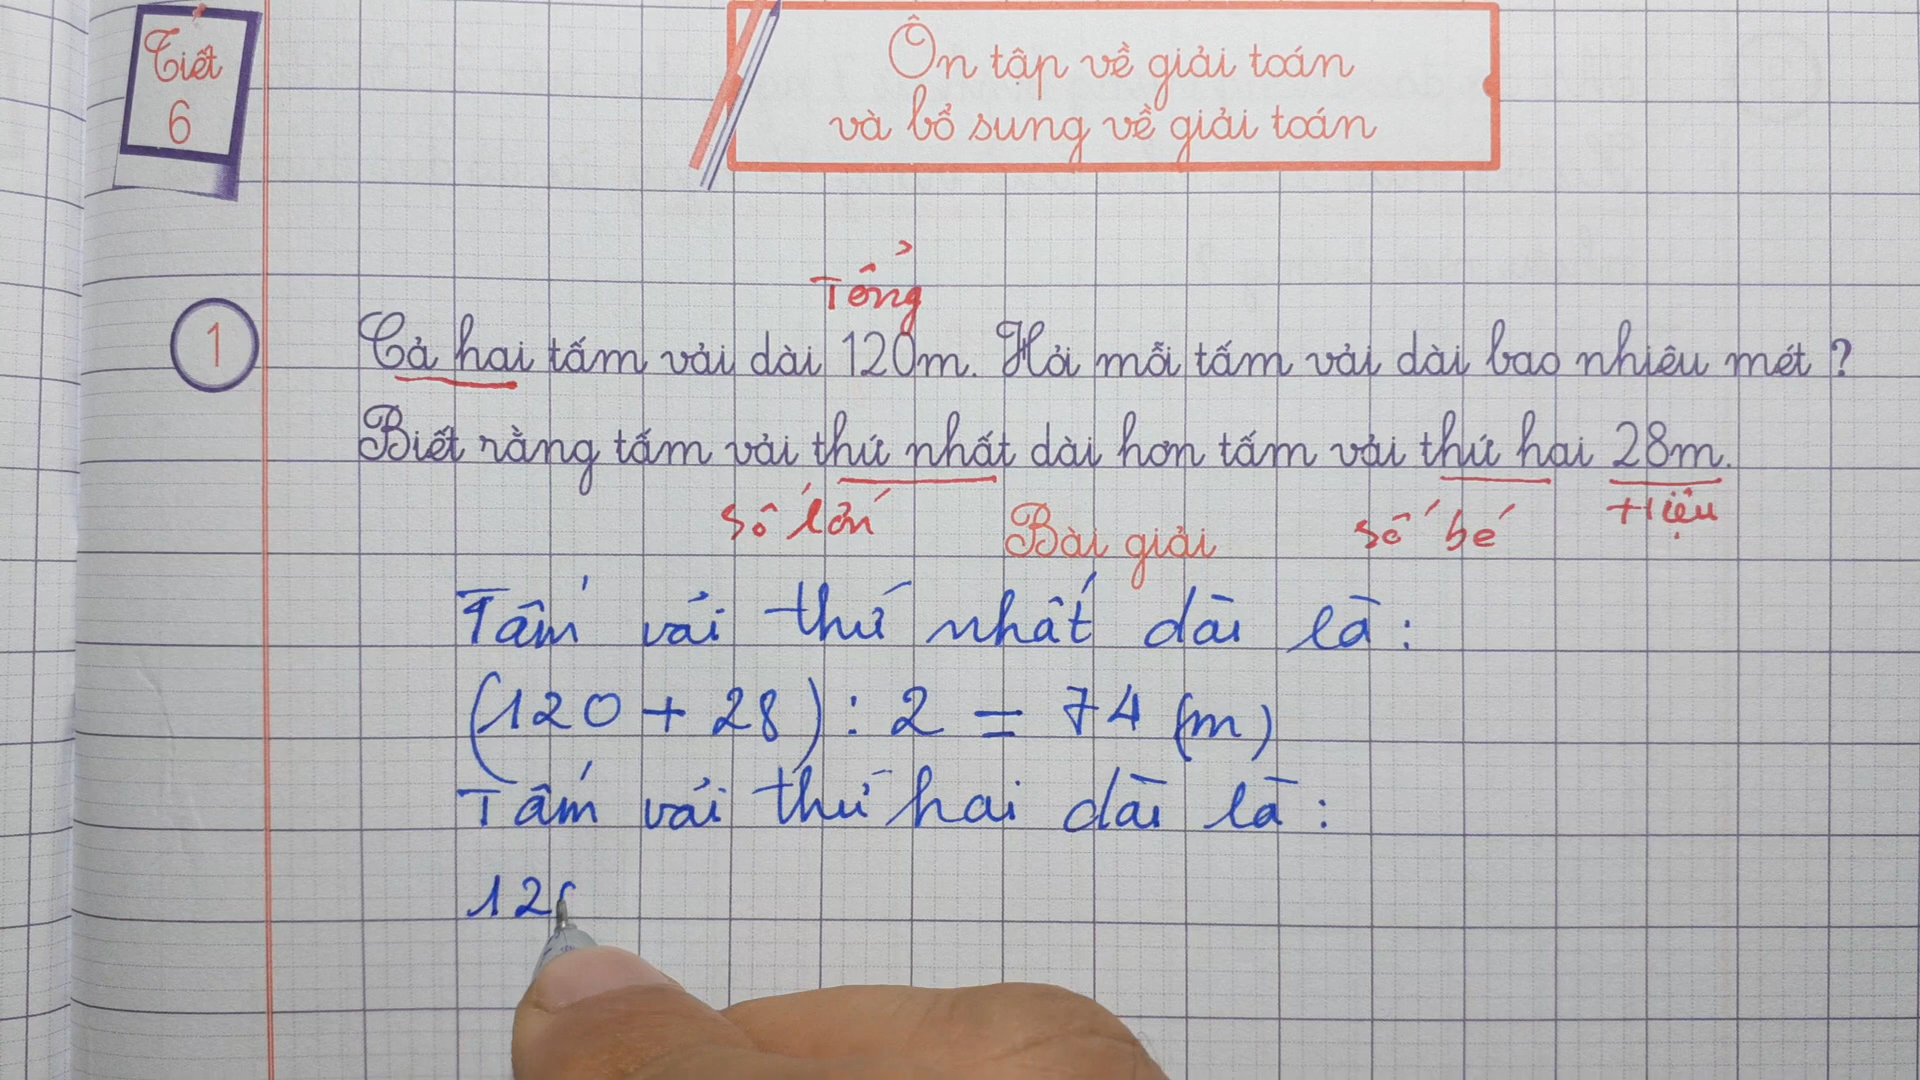 Tiết
6
Ôn tập về giải toán
và bổ sung về giải toán
Tổng
1
Cả hai tấm vải dài 120m. Hỏi mỗi tấm vải dài bao nhiêu mét ?
Biết rằng tấm vải thứ nhất dài hơn tấm vải thứ hai 28m.
số lớn
số bé
Hiệu
Bài giải
Tấm vải thứ nhất dài là:
(120 + 28) : 2 = 74 (m)
Tấm vải thứ hai dài là:
12